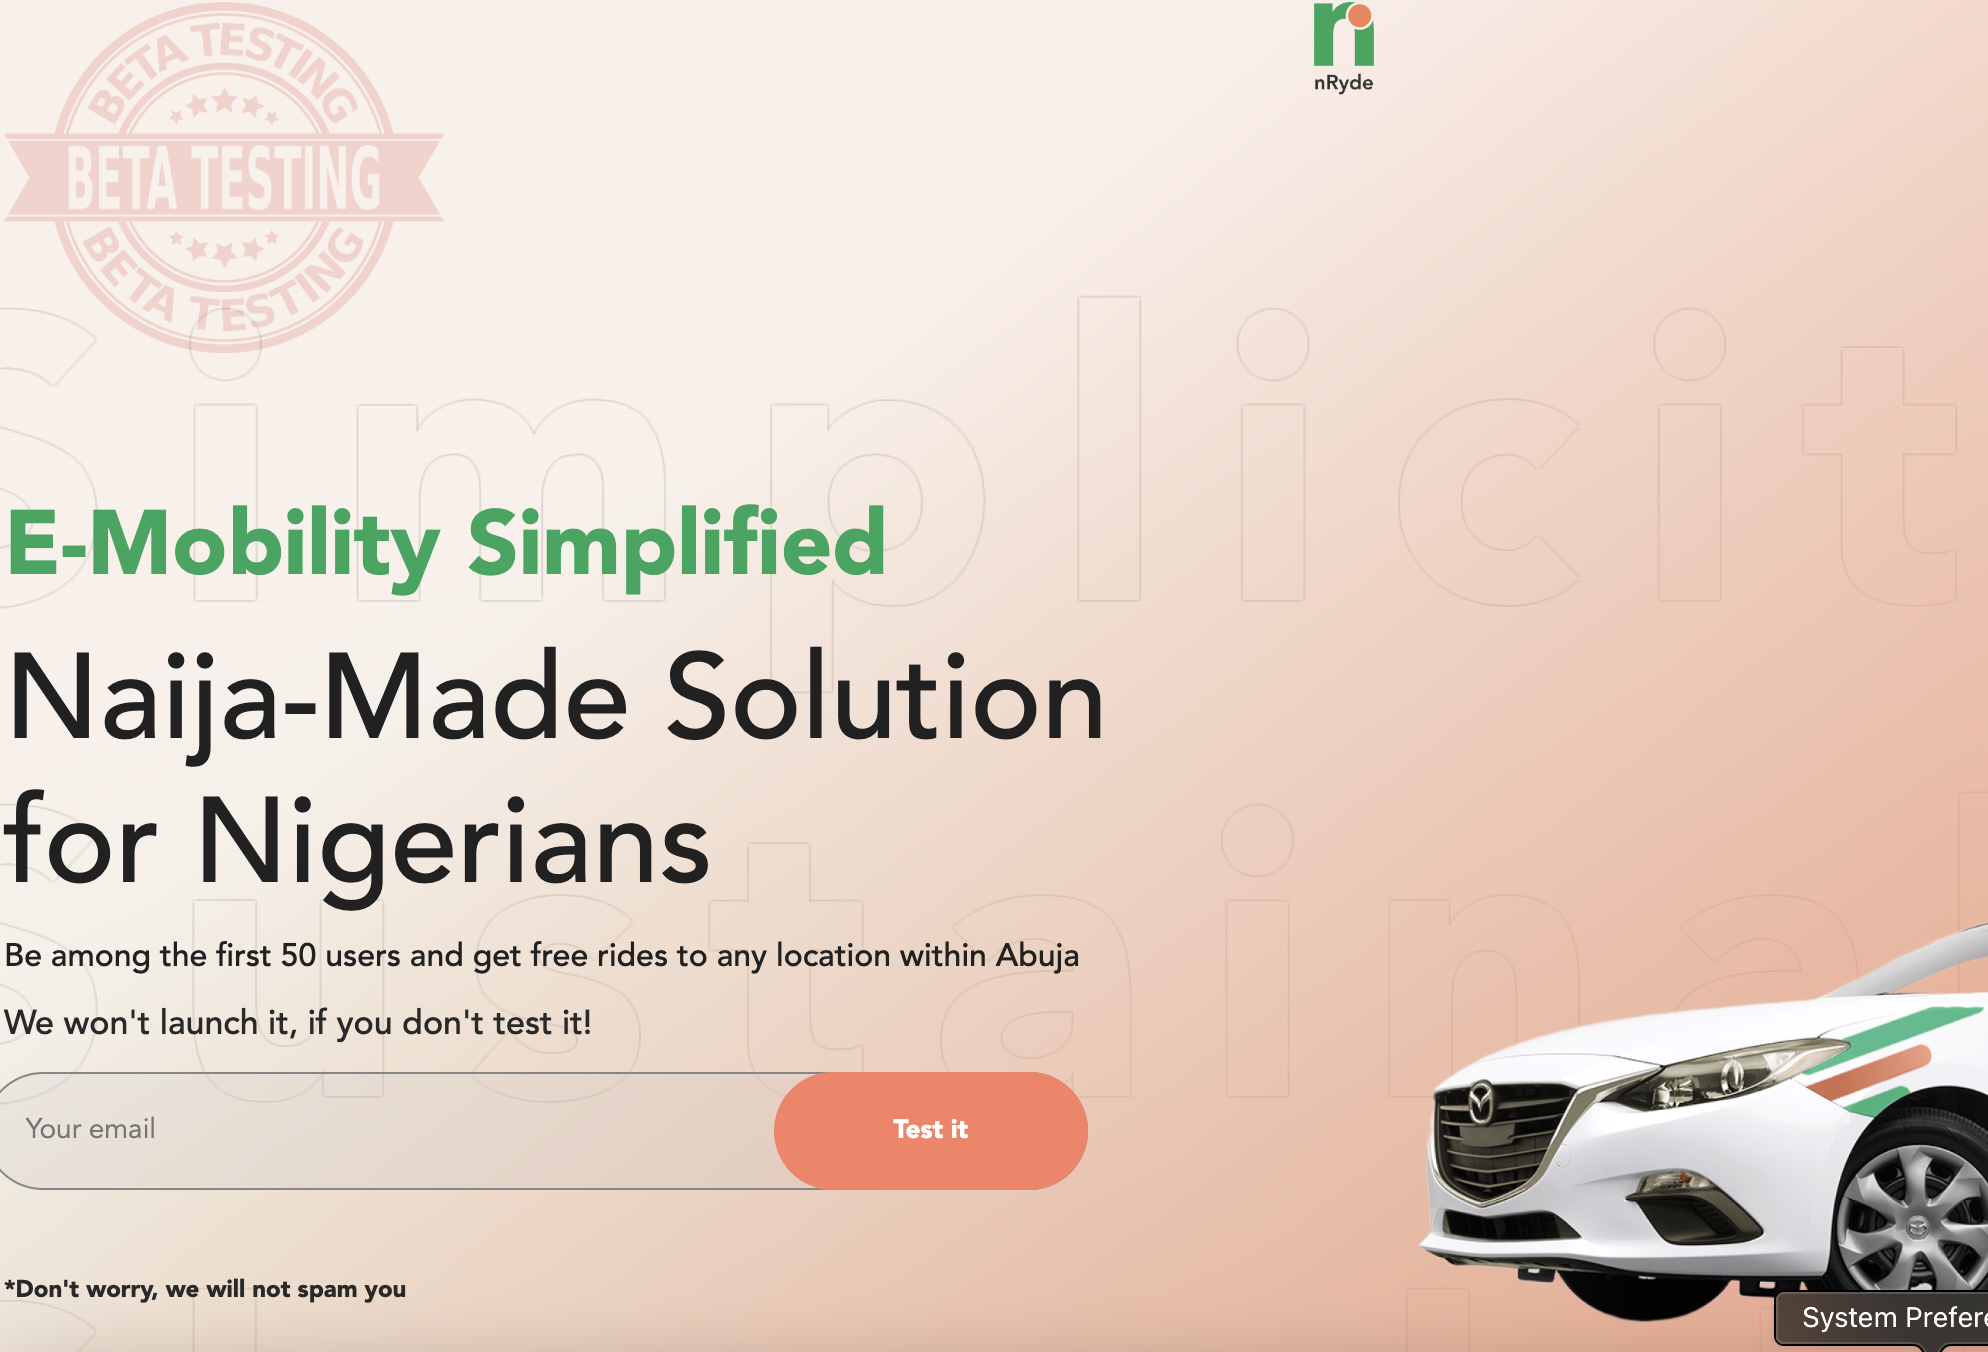 BETA TESTING
BETA TESTING
BETA TESTING
nRyde
Simplicit
E-Mobility Simplified
Naija-Made Solution
for Nigerians
Sustaina
Be among the first 50 users and get free rides to any location within Abuja
We won't launch it, if you don't test it!
Your email
Test it
*Don't worry, we will not spam you
System Prefer